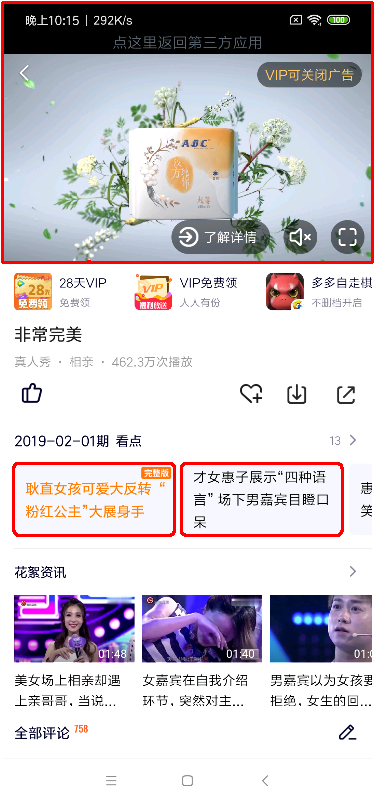 晚上10:15 | 292K/s
100
点这里返回第三方应用
VIP可关闭广告
ABC
了解详情
28天VIP
免费领
VIP免费领
人人有份
多多自走棋
不删档开启
非常完美
真人秀 · 相亲 · 462.3万次播放
2019-02-01期 看点
13
完整版
耿直女孩可爱大反转 “
粉红公主”大展身手
才女惠子展示“四种语
言” 场下男嘉宾目瞪口
呆
惠
笑
花絮资讯
01:48
01:40
美女场上相亲却遇
上亲哥哥，当说...
女嘉宾在自我介绍
环节，突然对主...
男嘉宾以为女孩要
拒绝，女生的回...
全部评论 758